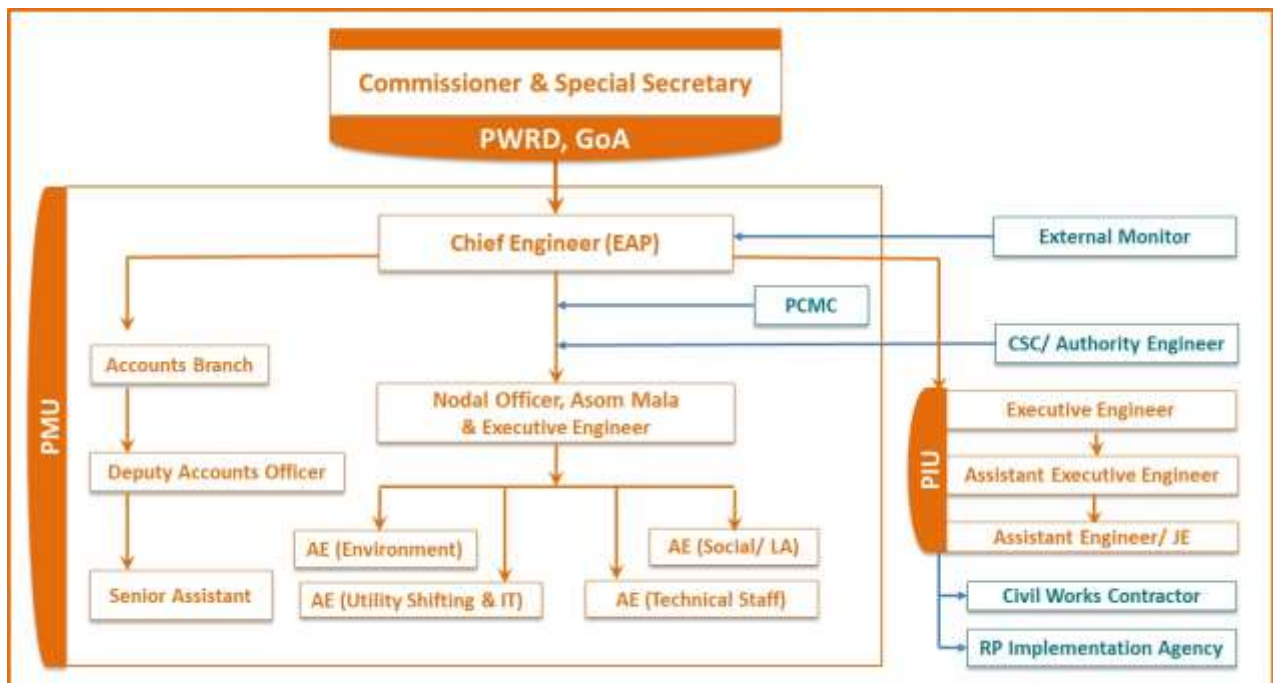 Commissioner & Special Secretary
PWRD, GoA
PMU
Chief Engineer (EAP)
External Monitor
PCMC
CSC/ Authority Engineer
Accounts Branch
Nodal Officer, Asom Mala
& Executive Engineer
Deputy Accounts Officer
Senior Assistant
AE (Environment)
AE (Social/ LA)
AE (Utility Shifting & IT)
AE (Technical Staff)
PIU
Executive Engineer
Assistant Executive Engineer
Assistant Engineer/ JE
Civil Works Contractor
RP Implementation Agency